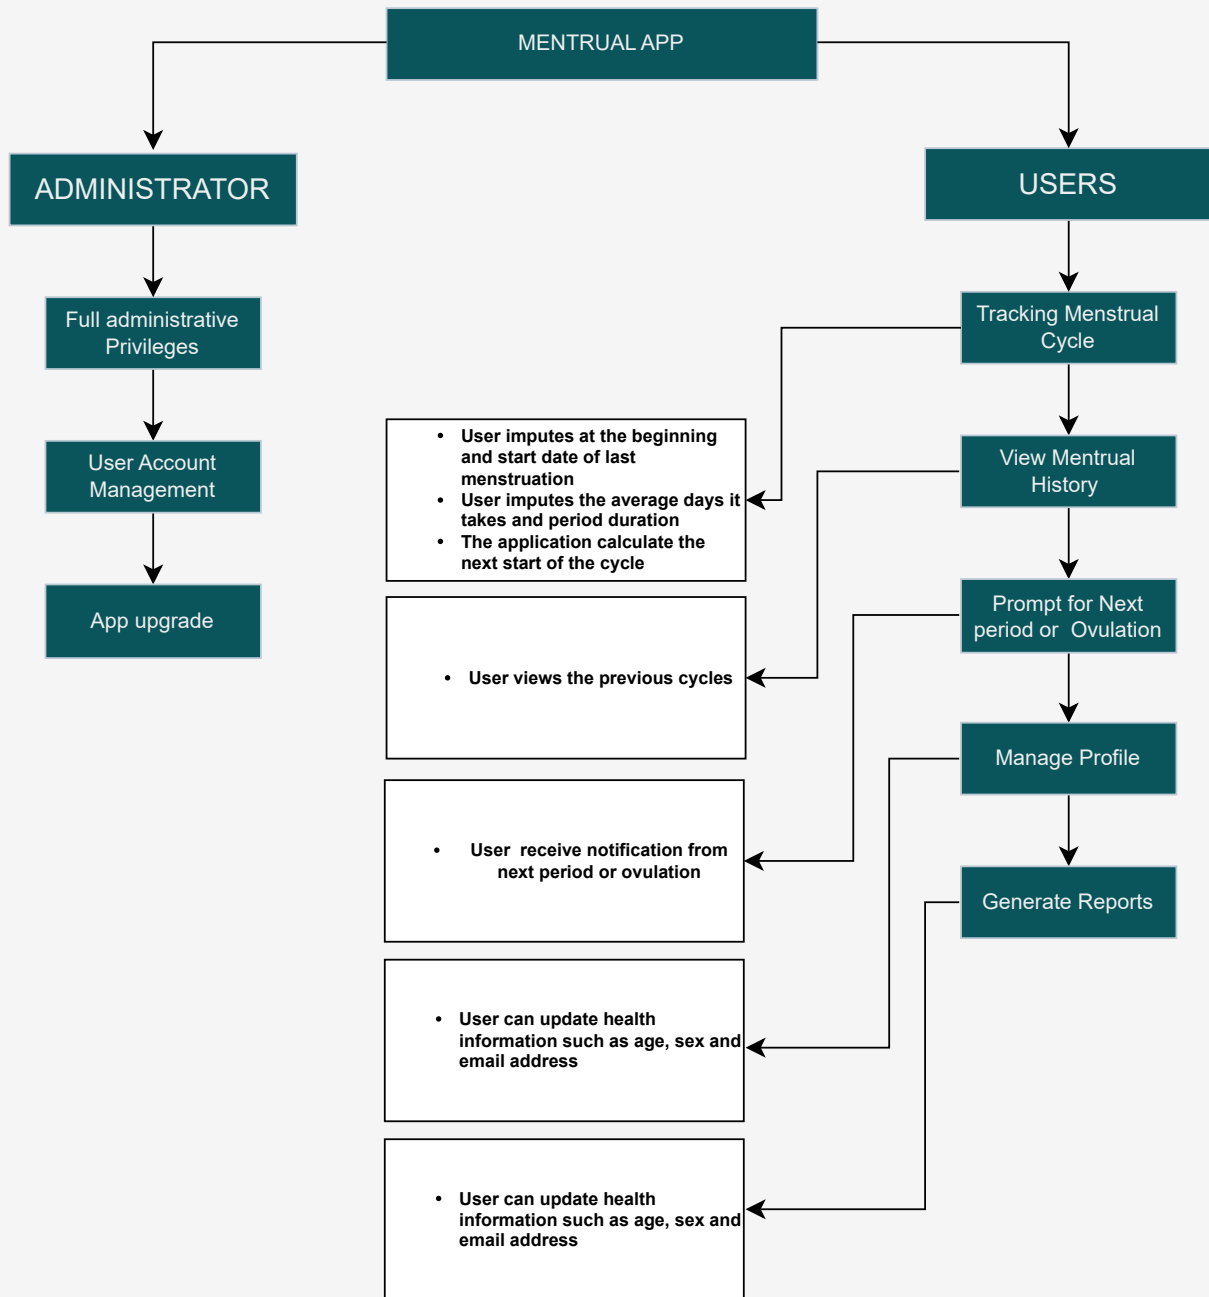 MENTRUAL APP
ADMINISTRATOR
USERS
Full administrative
Privileges
Tracking Menstrual
Cycle
• User imputes at the beginning
and start date of last
menstruation
• User imputes the average days it
takes and period duration
• The application calculate the
next start of the cycle
User Account
Management
View Mentrual
History
App upgrade
Prompt for Next
period or Ovulation
• User views the previous cycles
Manage Profile
• User receive notification from
next period or ovulation
Generate Reports
• User can update health
information such as age, sex and
email address
• User can update health
information such as age, sex and
email address